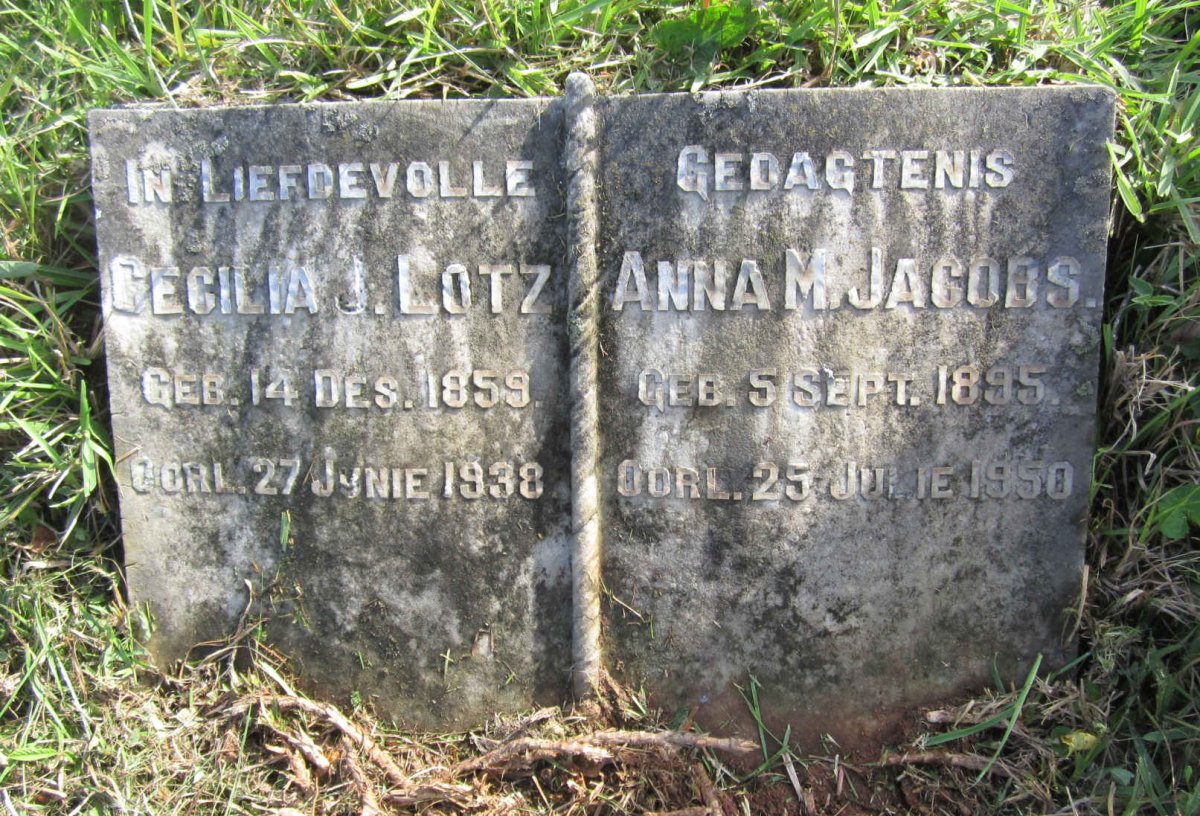 IN LIEFDEVOLLE GEDAGTENIS
CECILIA J. LOTZ
GEB. 14 DES. 1859.
OORL. 27 JUNIE 1938.
ANNA M. JACOBS.
GEB. 5 SEPT. 1895.
OORL. 25 JULIE 1950